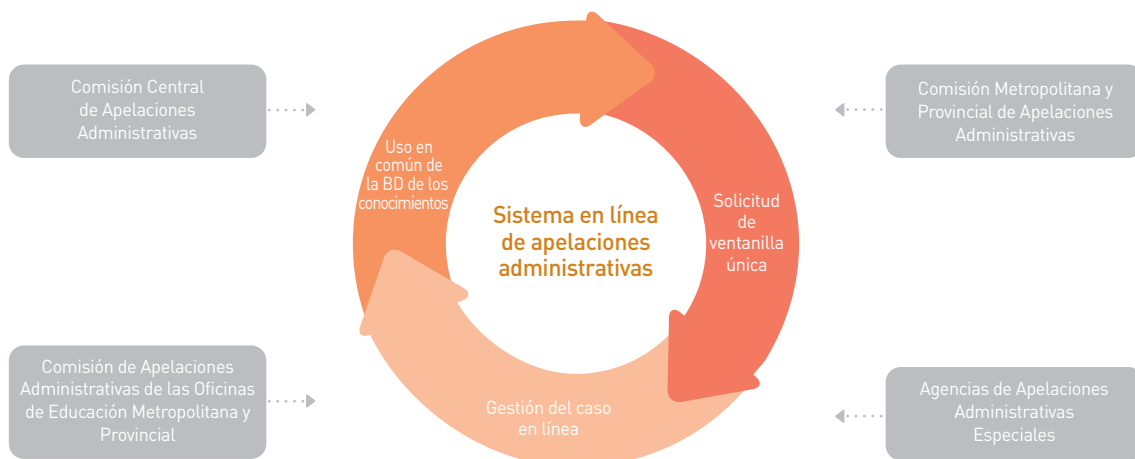 Comisión Central
de Apelaciones
Administrativas
Comisión Metropolitana y
Provincial de Apelaciones
Administrativas
Uso en
común de
la BD de los
conocimientos
Sistema en línea
de apelaciones
administrativas
Solicitud
de
ventanilla
única
Comisión de Apelaciones
Administrativas de las Oficinas
de Educación Metropolitana y
Provincial
Gestión del caso
en línea
Agencias de Apelaciones
Administrativas
Especiales